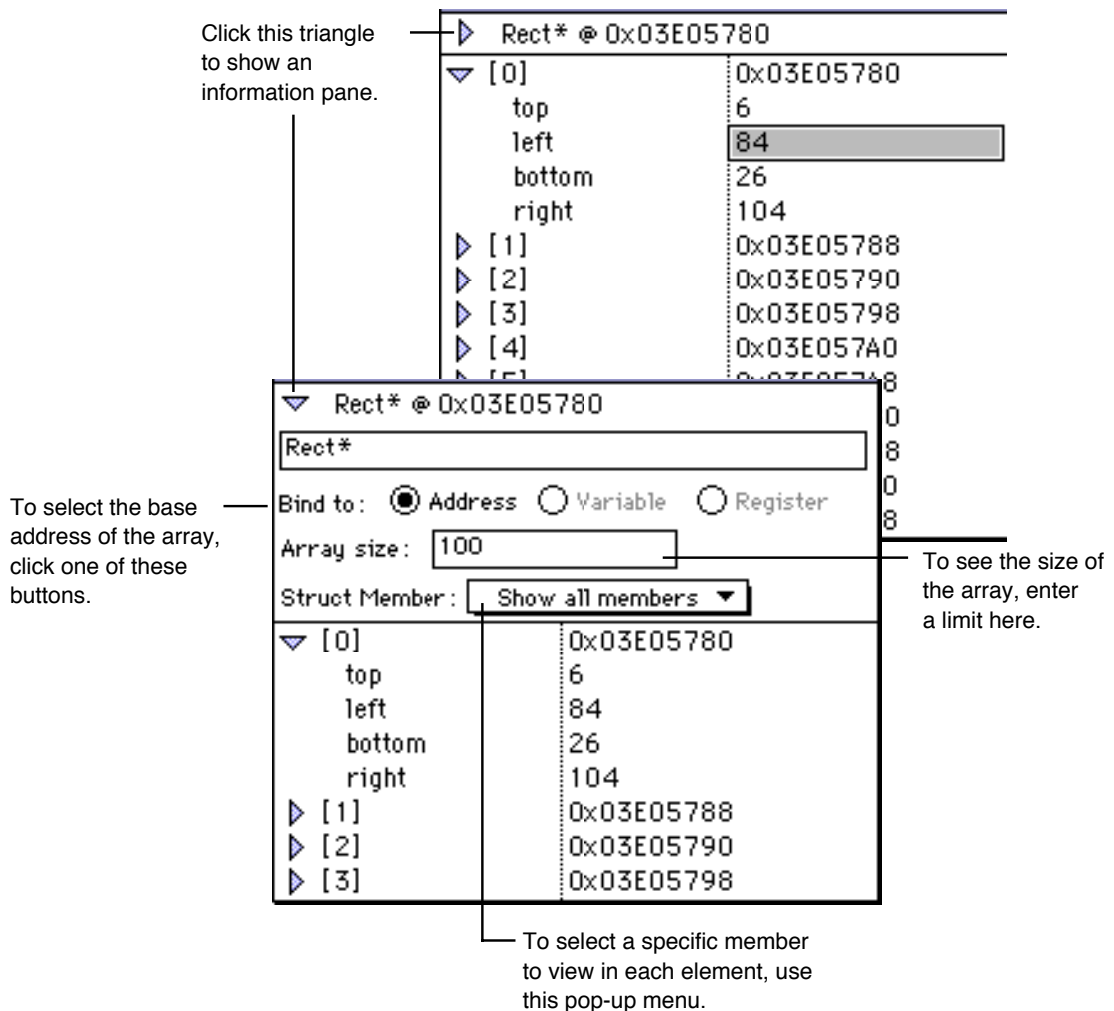 Click this triangle
to show an
information pane.
Rect* @ 0x03E05780
[0] 0x03E05780
top 6
left 84
bottom 26
right 104
[1] 0x03E05788
[2] 0x03E05790
[3] 0x03E05798
[4] 0x03E057A0
8
0
8
0
8
Rect* @ 0x03E05780
Rect*
To select the base
address of the array,
click one of these
buttons.
Bind to: Address Variable Register
Array size: 100
Struct Member: Show all members
To see the size of
the array, enter
a limit here.
[0] 0x03E05780
top 6
left 84
bottom 26
right 104
[1] 0x03E05788
[2] 0x03E05790
[3] 0x03E05798
To select a specific member
to view in each element, use
this pop-up menu.